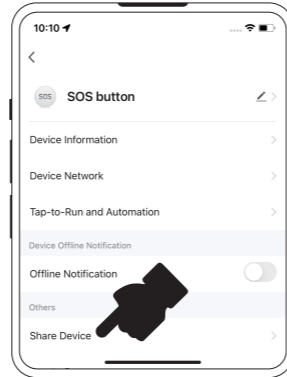 10:10
SOS SOS button
Device Information
Device Network
Tap-to-Run and Automation
Device Offline Notification
Offline Notification
Others
Share Device